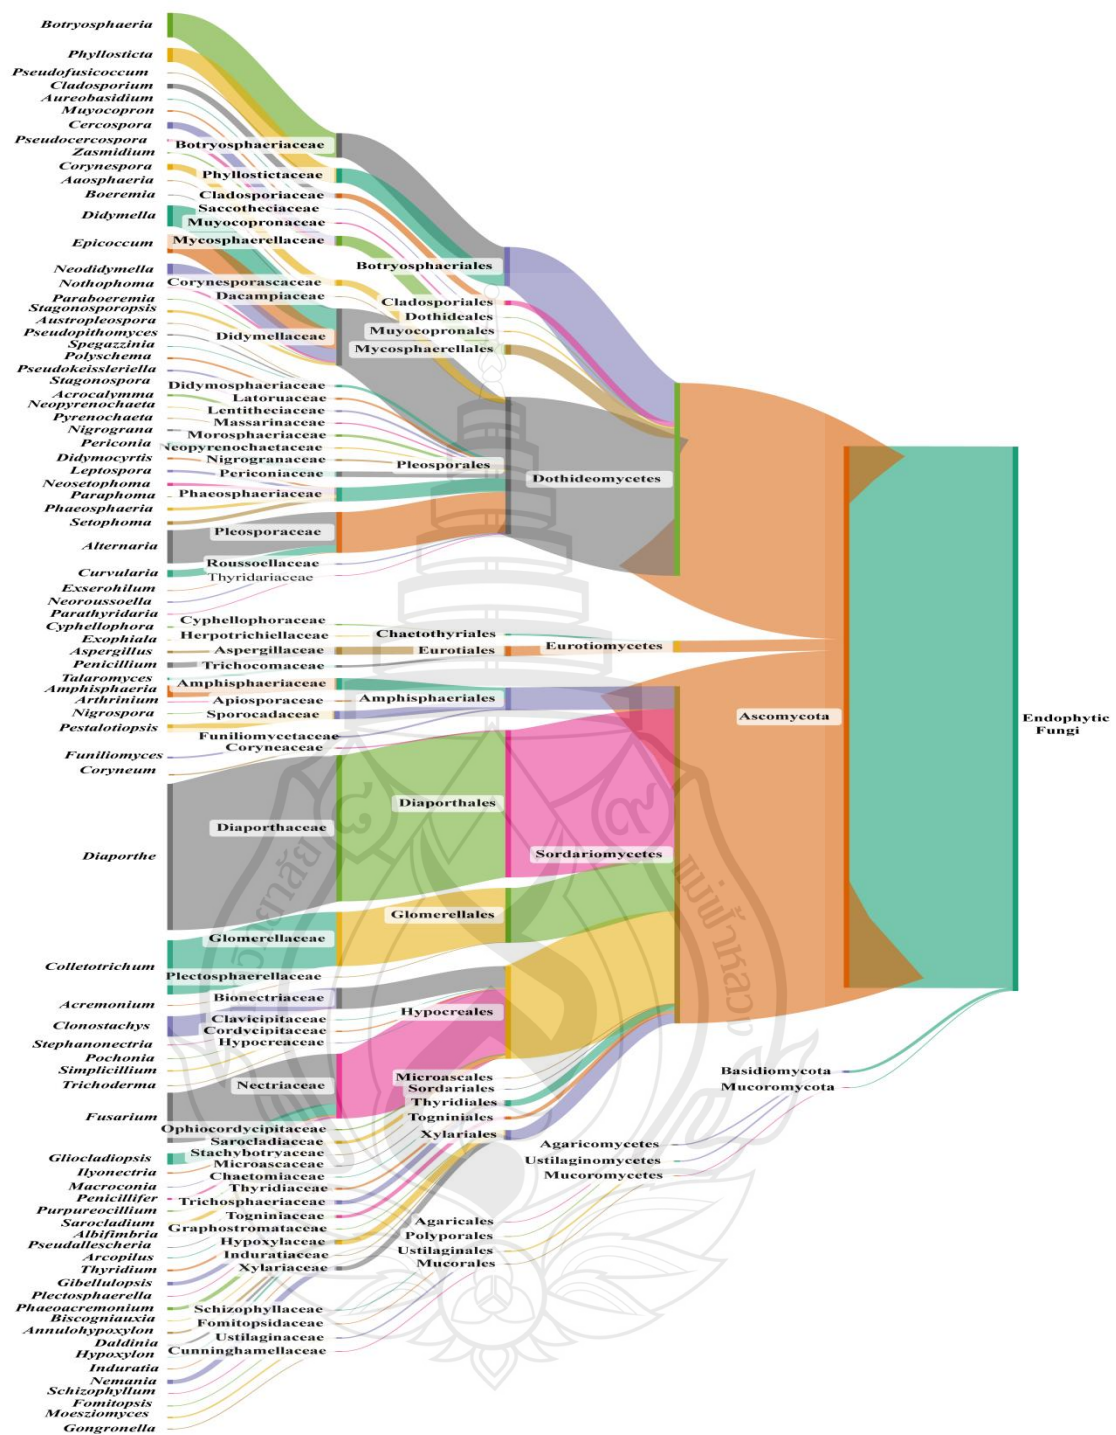 Botryosphaeria
Phyllosticta
Pseudofusicoccum
Cladosporium
Aureobasidium
Muyocopron
Cercospora
Pseudocercospora
Zasmidium
Corynespora
Aaosphaeria
Boeremia
Didymella
Epicoccum
Neodidymella
Nothophoma
Paraboeremia
Stagonosporopsis
Austropleospora
Pseudopithomyces
Spegazzinia
Polyschema
Pseudokeissleriella
Stagonospora
Acrocalymma
Neopyrenochaeta
Pyrenochaeta
Nigrograna
Periconia
Didymocyrtis
Leptospora
Neosetophoma
Paraphoma
Phaeosphaeria
Setophoma
Alternaria
Curvularia
Exserohilum
Neoroussoella
Parathyridaria
Cyphellophora
Exophiala
Aspergillus
Penicillium
Talaromyces
Amphisphaeria
Arthrinium
Nigrospora
Pestalotiopsis
Funiliomyces
Coryneum
Diaporthe
Colletotrichum
Acremonium
Clonostachys
Stephanonectria
Pochonia
Simplicillium
Trichoderma
Fusarium
Gliocladiopsis
Ilyonectria
Macroconia
Penicillifer
Purpureocillium
Sarocladium
Albifimbria
Pseudallescheria
Arcopilus
Thyridium
Gibellulopsis
Plectosphaerella
Phaeoacremonium
Biscogniauxia
Annulohypoxylon
Daldinia
Hypoxylon
Induratia
Nemania
Schizophyllum
Fomitopsis
Moesziomyces
Gongronella
Botryosphaeriaceae
Phyllostictaceae
Cladosporiaceae
Saccotheciaceae
Muyocopronaceae
Mycosphaerellaceae
Corynesporascaceae
Dacampiaceae
Didymellaceae
Didymosphaeriaceae
Latoruaceae
Lentitheciaceae
Massarinaceae
Morosphaeriaceae
Neopyrenochaetaceae
Nigrogranaceae
Periconiaceae
Phaeosphaeriaceae
Pleosporaceae
Roussoellaceae
Thyridariaceae
Cyphellophoraceae
Herpotrichiellaceae
Aspergillaceae
Trichocomaceae
Amphisphaeriaceae
Apiosporaceae
Sporocadaceae
Funiliomycetaceae
Coryneaceae
Diaporthaceae
Glomerellaceae
Plectosphaerellaceae
Bionectriaceae
Clavicipitaceae
Cordycipitaceae
Hypocreaceae
Nectriaceae
Ophiocordycipitaceae
Sarocladiaceae
Stachybotryaceae
Microascaceae
Chaetomiaceae
Thyridiaceae
Trichosphaeriaceae
Togniniaceae
Graphostromataceae
Hypoxylaceae
Induratiaceae
Xylariaceae
Schizophyllaceae
Fomitopsidaceae
Ustilaginaceae
Cunninghamellaceae
Botryosphaeriales
Cladosporiales
Dothideales
Muyocopronales
Mycosphaerellales
Pleosporales
Chaetothyriales
Eurotiales
Amphisphaeriales
Diaporthales
Glomerellales
Hypocreales
Microascales
Sordariales
Thyridiales
Togniniales
Xylariales
Agaricales
Polyporales
Ustilaginales
Mucorales
Dothideomycetes
Eurotiomycetes
Sordariomycetes
Agaricomycetes
Ustilaginomycetes
Mucoromycetes
Ascomycota
Basidiomycota
Mucoromycota
Endophytic
Fungi